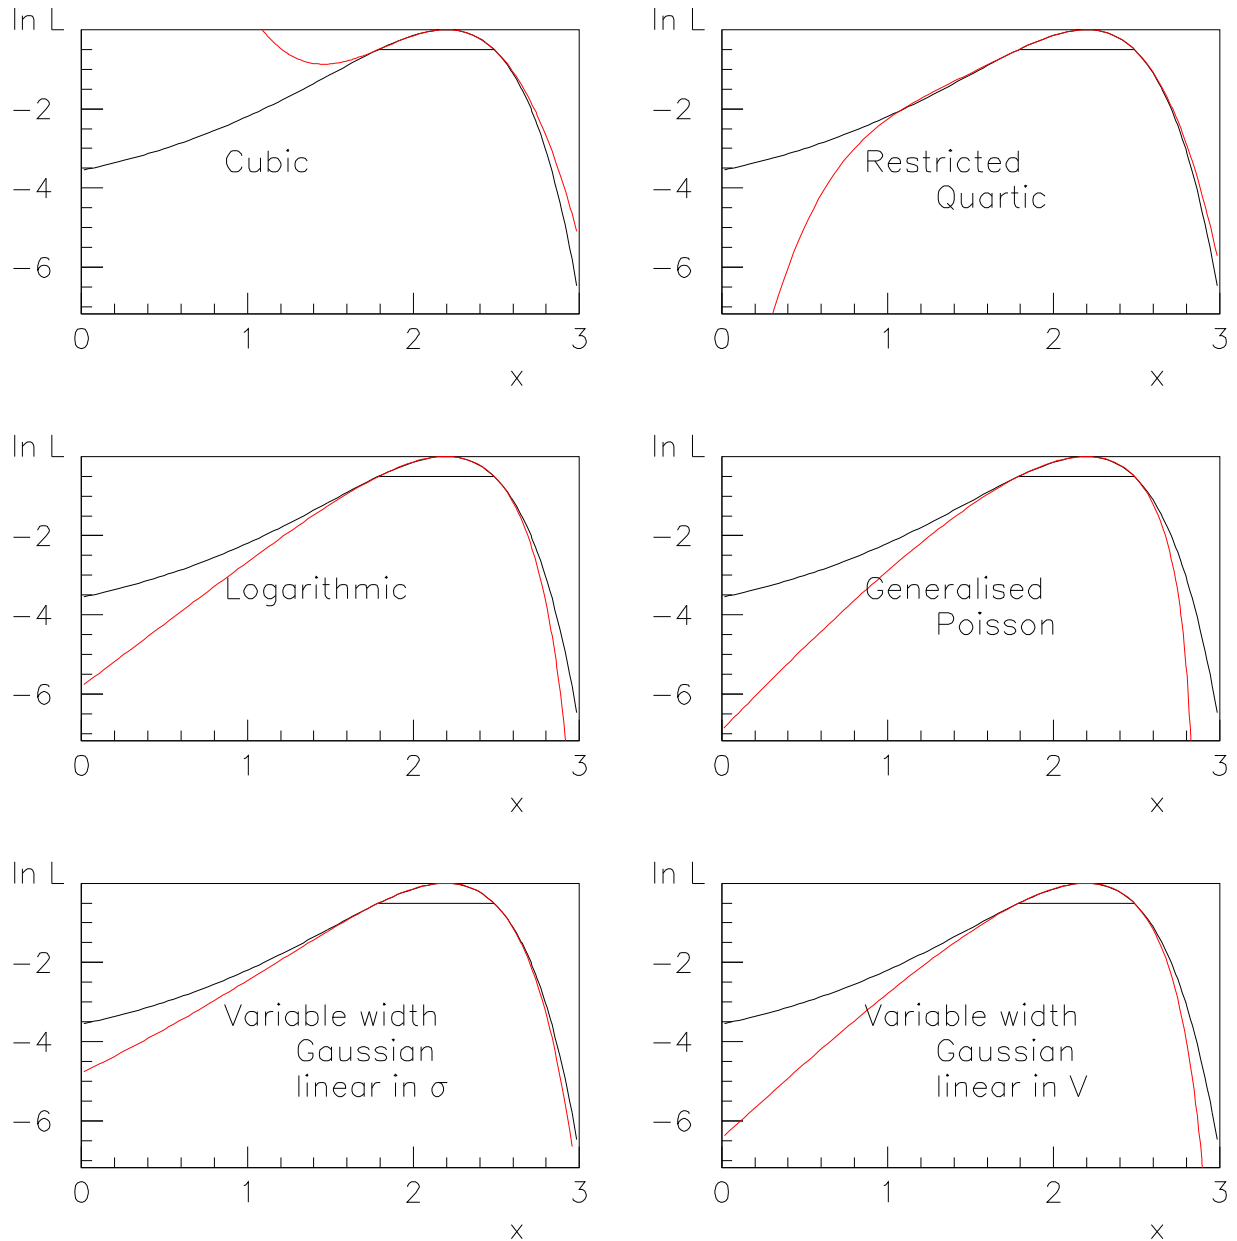 ln L
−2
−4
−6
Cubic
0 1 2 3
x
ln L
−2
−4
−6
Restricted
Quartic
0 1 2 3
x
ln L
−2
−4
−6
Logarithmic
0 1 2 3
x
ln L
−2
−4
−6
Generalised
Poisson
0 1 2 3
x
ln L
−2
−4
−6
Variable width
Gaussian
linear in σ
0 1 2 3
x
ln L
−2
−4
−6
Variable width
Gaussian
linear in V
0 1 2 3
x